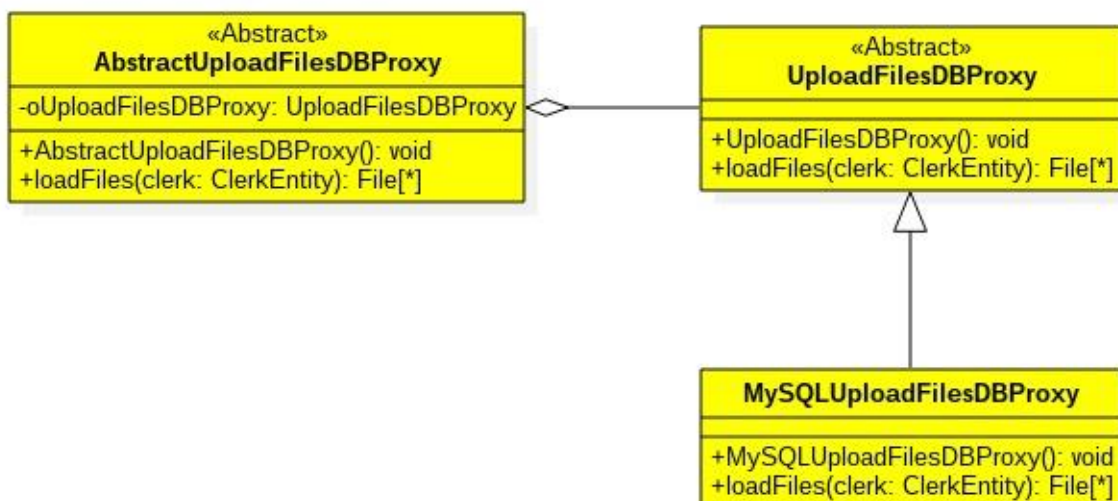 «Abstract»
AbstractUploadFilesDBProxy
-oUploadFilesDBProxy: UploadFilesDBProxy
+AbstractUploadFilesDBProxy(): void
+loadFiles(clerk: ClerkEntity): File[*]
«Abstract»
UploadFilesDBProxy
+UploadFilesDBProxy(): void
+loadFiles(clerk: ClerkEntity): File[*]
MySQLUploadFilesDBProxy
+MySQLUploadFilesDBProxy(): void
+loadFiles(clerk: ClerkEntity): File[*]